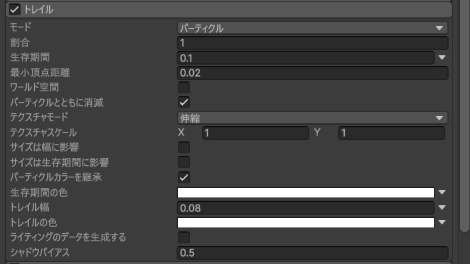 トレイル
モード パーティクル
割合 1
生存期間 0.1
最小頂点距離 0.02
ワールド空間
パーティクルとともに消滅
テクスチャモード 伸縮
テクスチャスケール X 1 Y 1
サイズは幅に影響
サイズは生存期間に影響
パーティクルカラーを継承
生存期間の色
トレイル幅 0.08
トレイルの色
ライティングのデータを生成する
シャドウバイアス 0.5